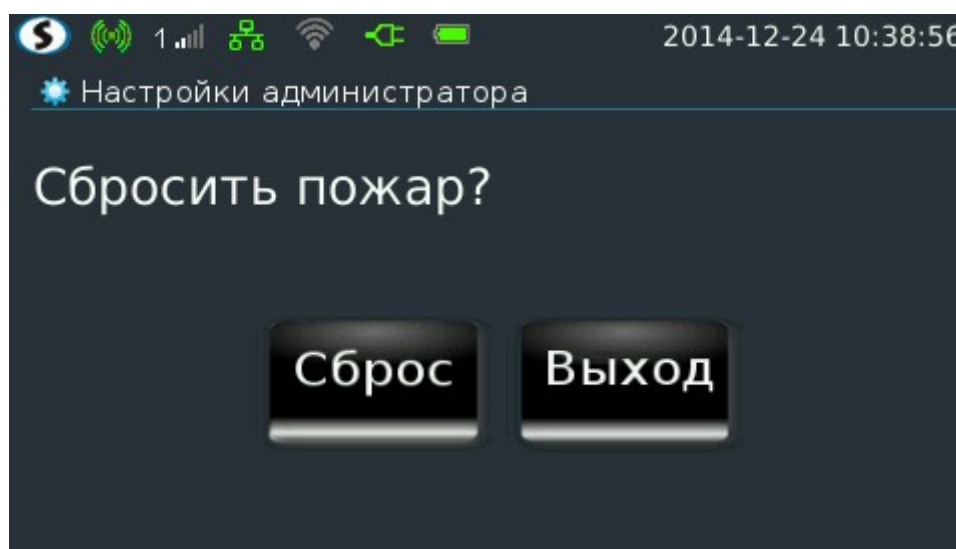 S 1 2014-12-24 10:38:56
Настройки администратора
Сбросить пожар?
Сброс Выход